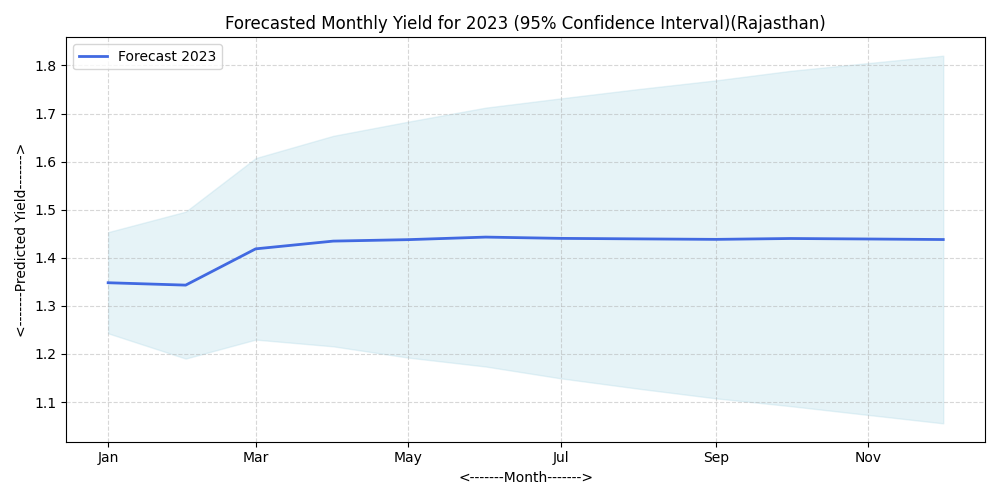 Forecasted Monthly Yield for 2023 (95% Confidence Interval)(Rajasthan)
Forecast 2023
<-------Predicted Yield------->
1.8
1.7
1.6
1.5
1.4
1.3
1.2
1.1
Jan Mar May Jul Sep Nov
<-------Month------->